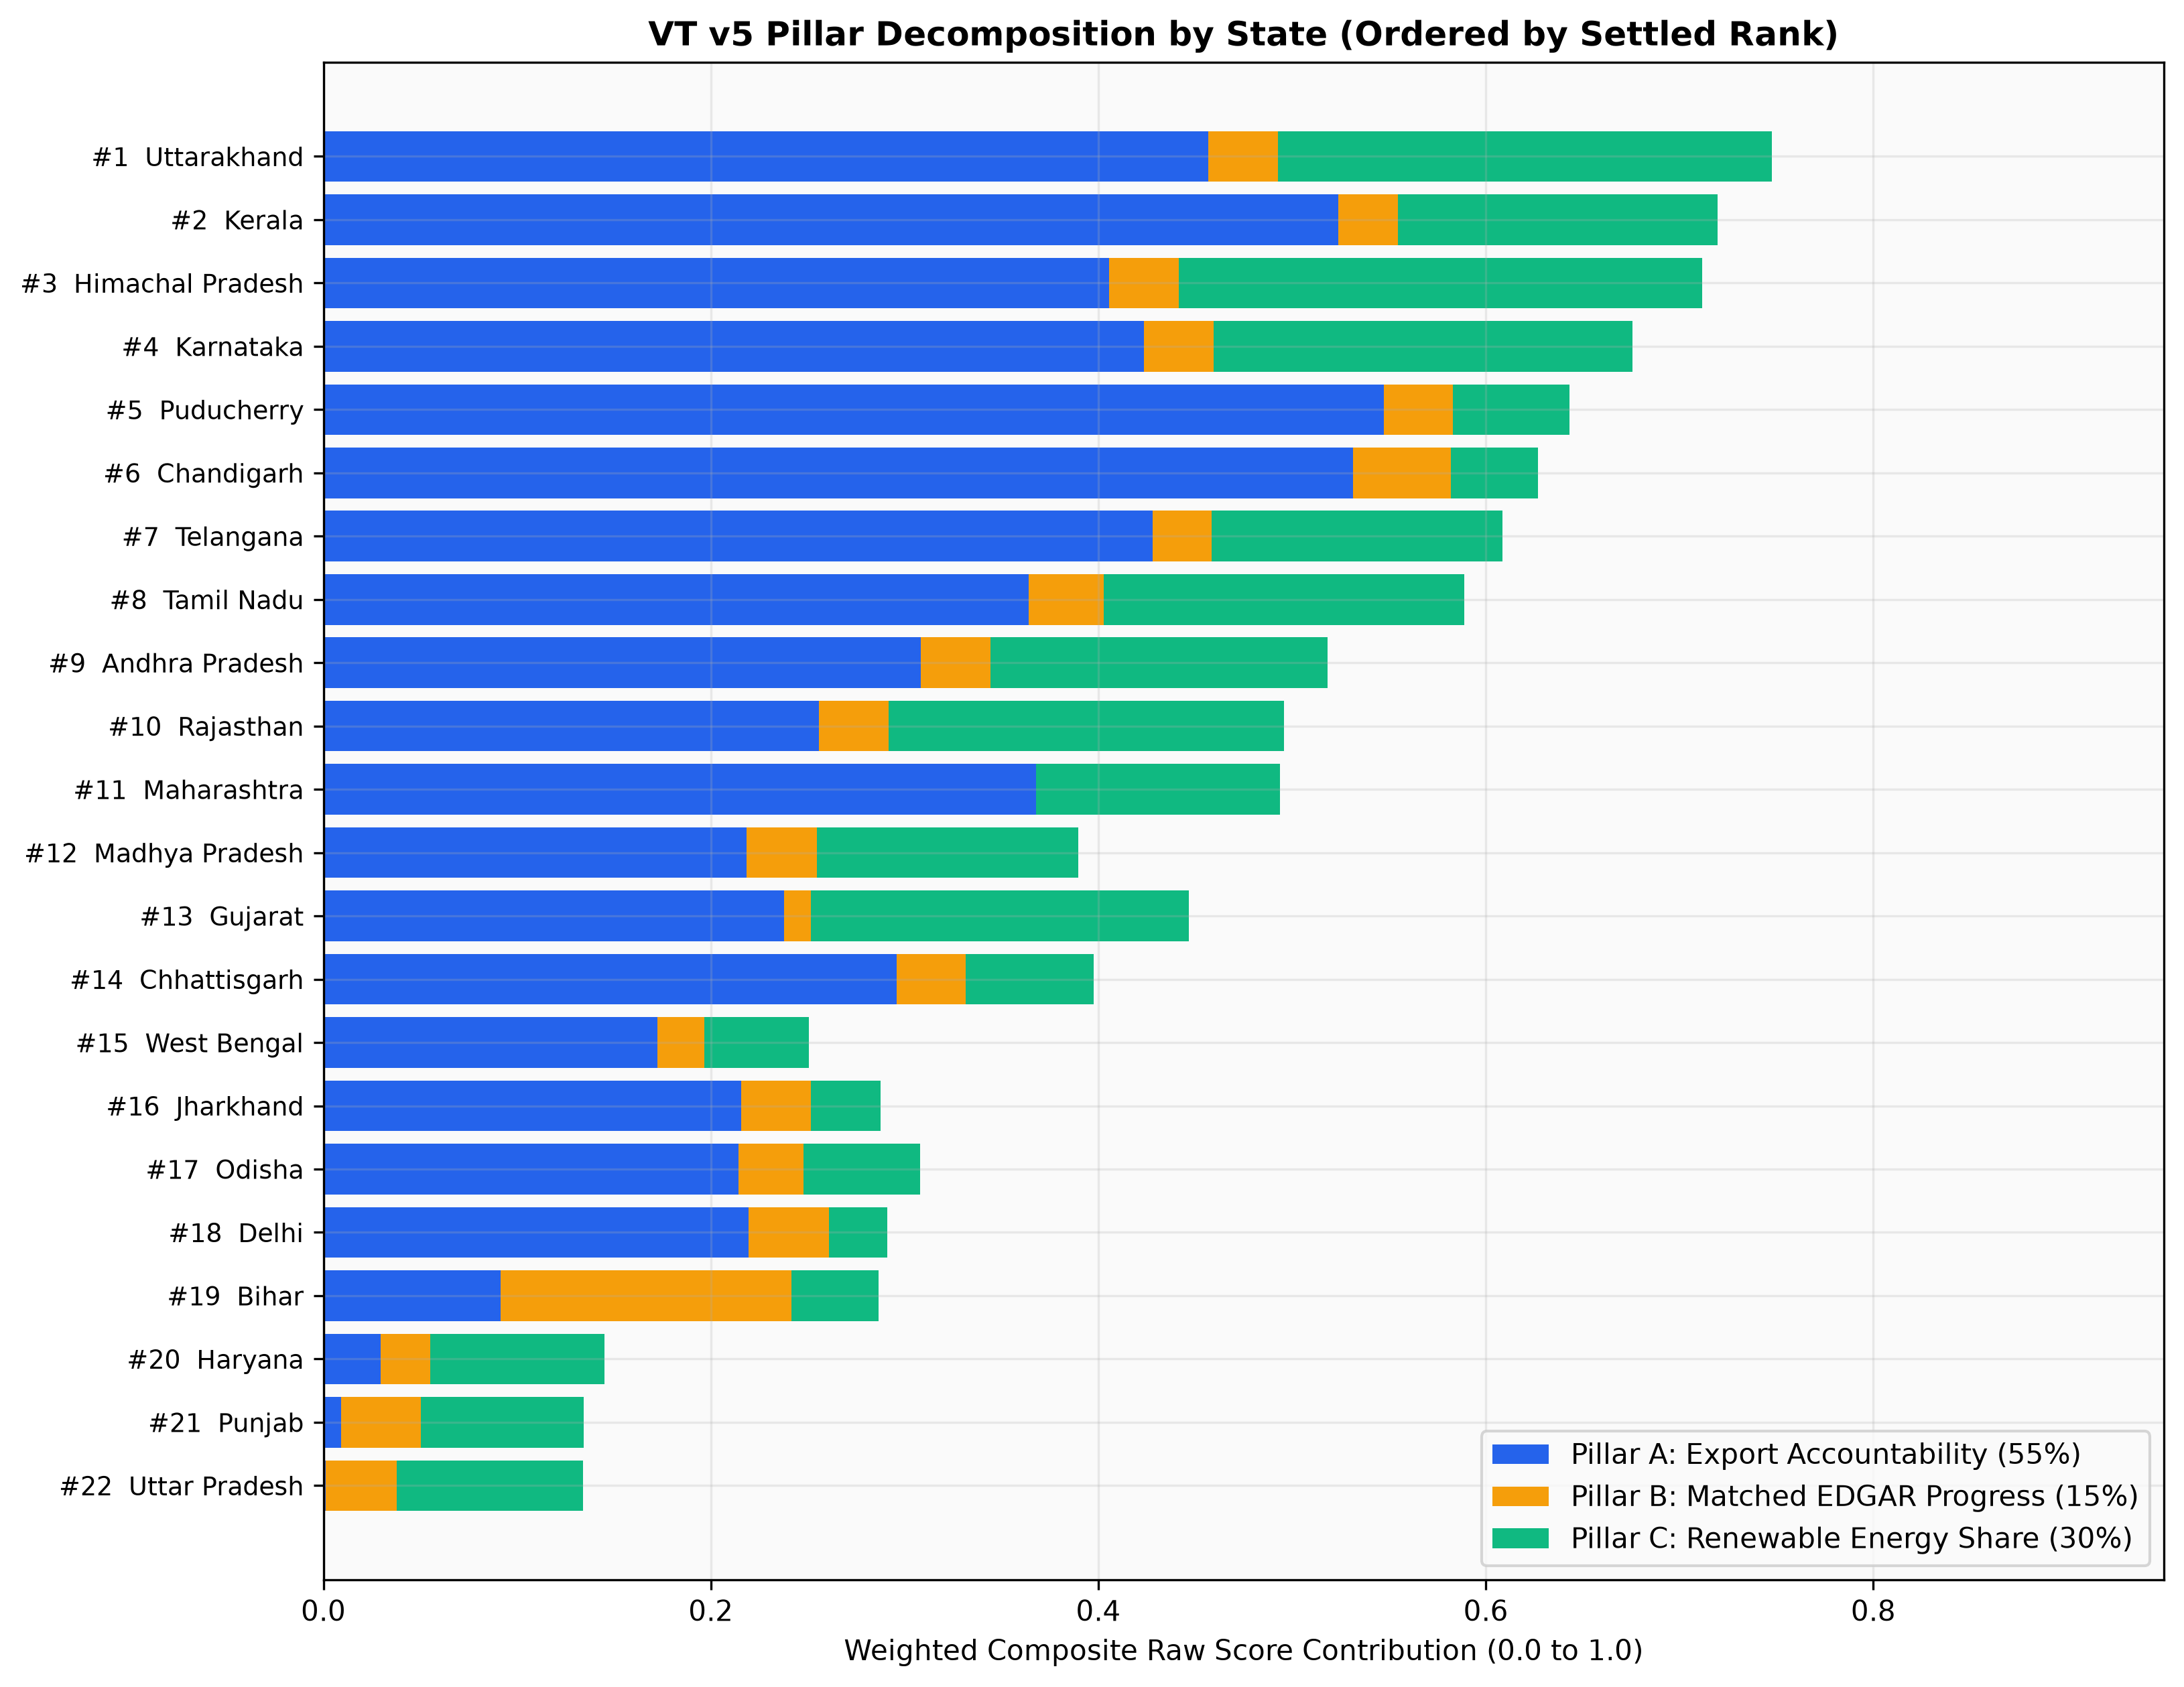 VT v5 Pillar Decomposition by State (Ordered by Settled Rank)
#1 Uttarakhand
#2 Kerala
#3 Himachal Pradesh
#4 Karnataka
#5 Puducherry
#6 Chandigarh
#7 Telangana
#8 Tamil Nadu
#9 Andhra Pradesh
#10 Rajasthan
#11 Maharashtra
#12 Madhya Pradesh
#13 Gujarat
#14 Chhattisgarh
#15 West Bengal
#16 Jharkhand
#17 Odisha
#18 Delhi
#19 Bihar
#20 Haryana
#21 Punjab
#22 Uttar Pradesh
Pillar A: Export Accountability (55%)
Pillar B: Matched EDGAR Progress (15%)
Pillar C: Renewable Energy Share (30%)
0.0 0.2 0.4 0.6 0.8
Weighted Composite Raw Score Contribution (0.0 to 1.0)